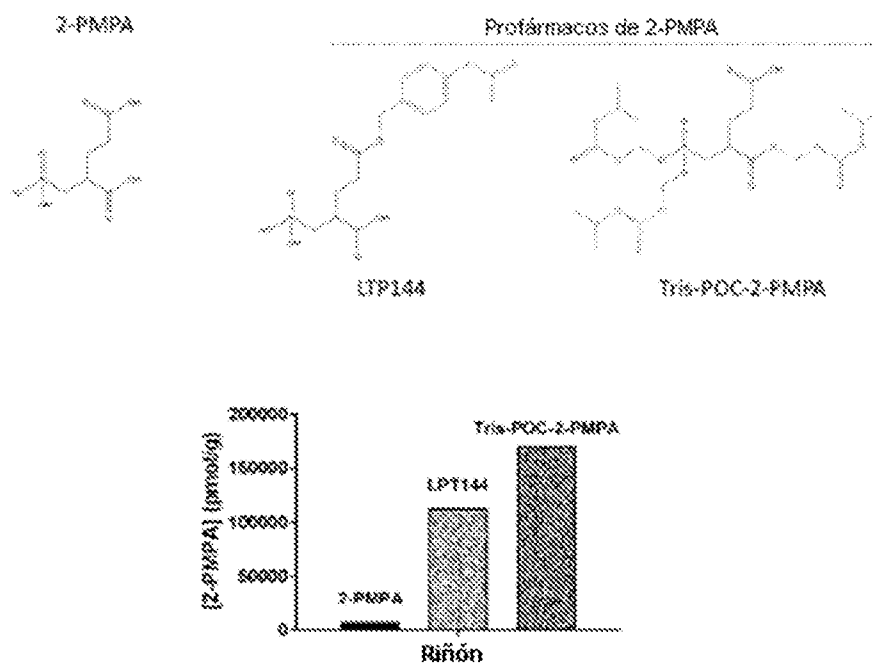 2-PMPA
Profármacos de 2-PMPA
LTP144
Tris-POC-2-PMPA
200000
150000
100000
50000
0
[2-PMPA] (pmol/g)
2-PMPA
LPT144
Tris-POC-2-PMPA
Riñón